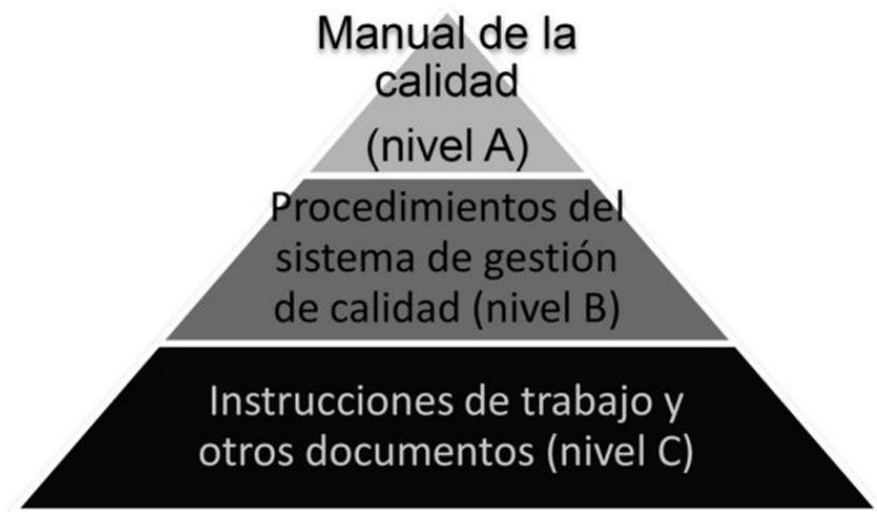 Manual de la
calidad
(nivel A)
Procedimientos del
sistema de gestión
de calidad (nivel B)
Instrucciones de trabajo y
otros documentos (nivel C)